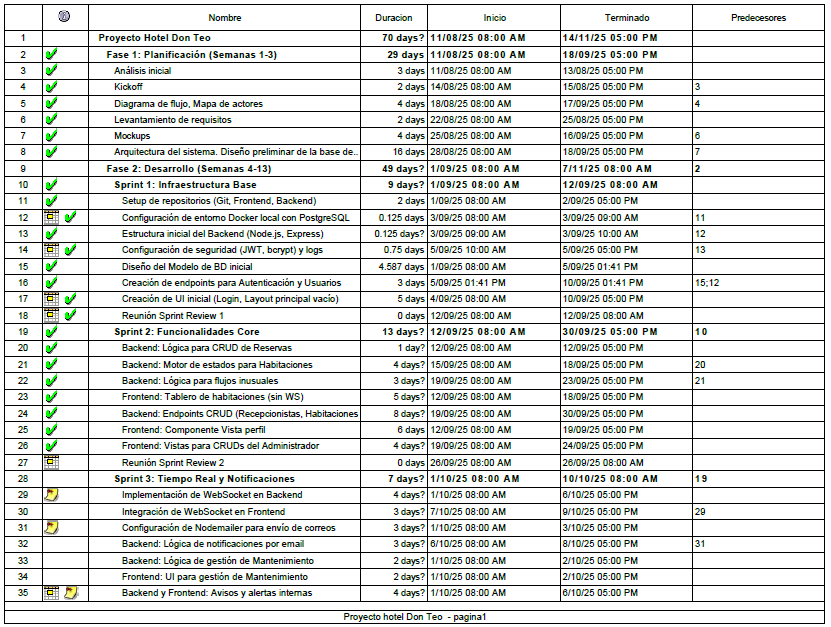 Nombre Duracion Inicio Terminado Predecesores
1 Proyecto Hotel Don Teo 70 days? 11/08/25 08:00 AM 14/11/25 05:00 PM
2 Fase 1: Planificación (Semanas 1-3) 29 days 11/08/25 08:00 AM 18/09/25 05:00 PM
3 Análisis inicial 3 days 11/08/25 08:00 AM 13/08/25 05:00 PM
4 Kickoff 2 days 14/08/25 08:00 AM 15/08/25 05:00 PM 3
5 Diagrama de flujo, Mapa de actores 4 days 18/08/25 08:00 AM 17/09/25 05:00 PM 4
6 Levantamiento de requisitos 2 days 22/08/25 08:00 AM 25/08/25 05:00 PM
7 Mockups 4 days 25/08/25 08:00 AM 16/09/25 05:00 PM 6
8 Arquitectura del sistema. Diseño preliminar de la base de.. 16 days 28/08/25 08:00 AM 18/09/25 05:00 PM 7
9 Fase 2: Desarrollo (Semanas 4-13) 49 days? 1/09/25 08:00 AM 7/11/25 08:00 AM 2
10 Sprint 1: Infraestructura Base 9 days? 1/09/25 08:00 AM 12/09/25 08:00 AM
11 Setup de repositorios (Git, Frontend, Backend) 2 days 1/09/25 08:00 AM 2/09/25 05:00 PM
12 Configuración de entorno Docker local con PostgreSQL 0.125 days 3/09/25 08:00 AM 3/09/25 09:00 AM 11
13 Estructura inicial del Backend (Node.js, Express) 0.125 days? 3/09/25 09:00 AM 3/09/25 10:00 AM 12
14 Configuración de seguridad (JWT, bcrypt) y logs 0.75 days 5/09/25 10:00 AM 5/09/25 05:00 PM 13
15 Diseño del Modelo de BD inicial 4.587 days 1/09/25 08:00 AM 5/09/25 01:41 PM
16 Creación de endpoints para Autenticación y Usuarios 3 days 5/09/25 01:41 PM 10/09/25 01:41 PM 15;12
17 Creación de UI inicial (Login, Layout principal vacío) 5 days 4/09/25 08:00 AM 10/09/25 05:00 PM
18 Reunión Sprint Review 1 0 days 12/09/25 08:00 AM 12/09/25 08:00 AM
19 Sprint 2: Funcionalidades Core 13 days? 12/09/25 08:00 AM 30/09/25 05:00 PM 10
20 Backend: Lógica para CRUD de Reservas 1 day? 12/09/25 08:00 AM 12/09/25 05:00 PM
21 Backend: Motor de estados para Habitaciones 4 days? 15/09/25 08:00 AM 18/09/25 05:00 PM 20
22 Backend: Lógica para flujos inusuales 3 days? 19/09/25 08:00 AM 23/09/25 05:00 PM 21
23 Frontend: Tablero de habitaciones (sin WS) 5 days? 12/09/25 08:00 AM 18/09/25 05:00 PM
24 Backend: Endpoints CRUD (Recepcionistas, Habitaciones 8 days? 19/09/25 08:00 AM 30/09/25 05:00 PM
25 Frontend: Componente Vista perfil 6 days 12/09/25 08:00 AM 19/09/25 05:00 PM
26 Frontend: Vistas para CRUDs del Administrador 4 days? 19/09/25 08:00 AM 24/09/25 05:00 PM
27 Reunión Sprint Review 2 0 days 26/09/25 08:00 AM 26/09/25 08:00 AM
28 Sprint 3: Tiempo Real y Notificaciones 7 days? 1/10/25 08:00 AM 10/10/25 08:00 AM 19
29 Implementación de WebSocket en Backend 4 days? 1/10/25 08:00 AM 6/10/25 05:00 PM
30 Integración de WebSocket en Frontend 3 days? 7/10/25 08:00 AM 9/10/25 05:00 PM 29
31 Configuración de Nodemailer para envío de correos 3 days? 1/10/25 08:00 AM 3/10/25 05:00 PM
32 Backend: Lógica de notificaciones por email 3 days? 6/10/25 08:00 AM 8/10/25 05:00 PM 31
33 Backend: Lógica de gestión de Mantenimiento 2 days? 1/10/25 08:00 AM 2/10/25 05:00 PM
34 Frontend: UI para gestión de Mantenimiento 2 days? 1/10/25 08:00 AM 2/10/25 05:00 PM
35 Backend y Frontend: Avisos y alertas internas 4 days? 1/10/25 08:00 AM 6/10/25 05:00 PM
Proyecto hotel Don Teo - pagina1